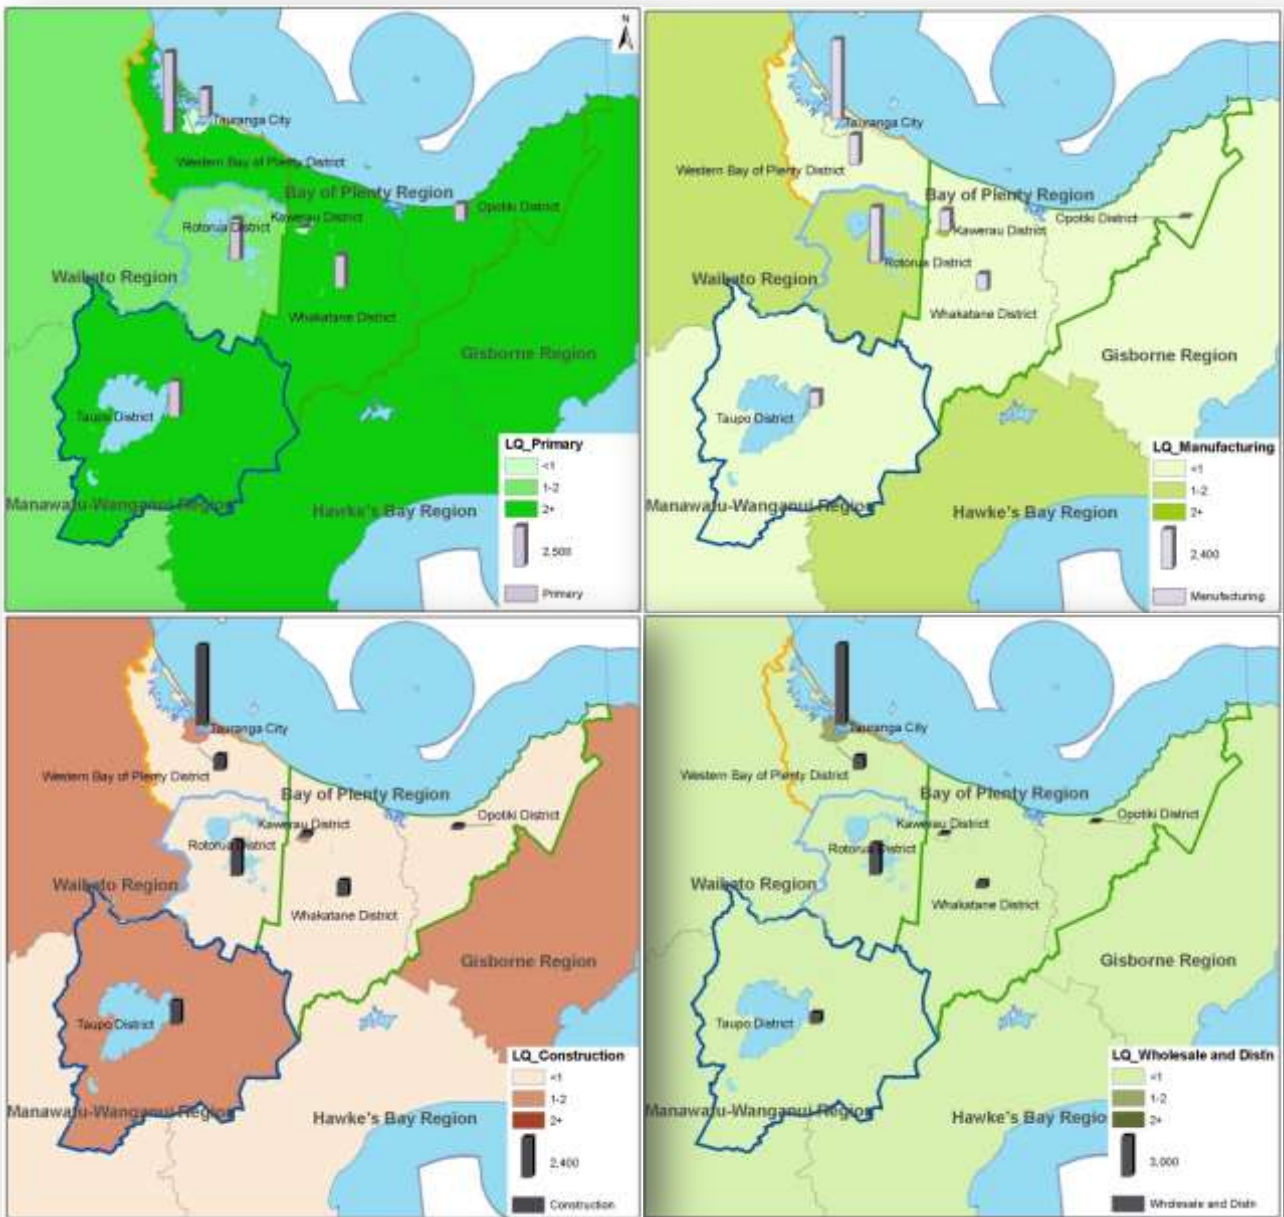 N
Tauranga City
Western Bay of Plenty District
Bay of Plenty Region
Opotiki District
Kawerau District
Rotorua District
Waikato Region
Whakatane District
Gisborne Region
Taupo District
Manawatu-Wanganui Region
Hawke's Bay Region
LQ_Primary
<1
1-2
2+
2,500
Primary
Tauranga City
Western Bay of Plenty District
Bay of Plenty Region
Opotiki District
Kawerau District
Rotorua District
Waikato Region
Whakatane District
Gisborne Region
Taupo District
Manawatu-Wanganui Region
Hawke's Bay Region
LQ_Manufacturing
<1
1-2
2+
2,400
Manufacturing
Tauranga City
Western Bay of Plenty District
Bay of Plenty Region
Opotiki District
Kawerau District
Rotorua District
Waikato Region
Whakatane District
Gisborne Region
Taupo District
Manawatu-Wanganui Region
Hawke's Bay Region
LQ_Construction
<1
1-2
2+
2,400
Construction
Tauranga City
Western Bay of Plenty District
Bay of Plenty Region
Opotiki District
Kawerau District
Rotorua District
Waikato Region
Whakatane District
Gisborne Region
Taupo District
Manawatu-Wanganui Region
Hawke's Bay Regio
LQ_Wholesale and Distn
<1
1-2
2+
3,000
Wholesale and Distn